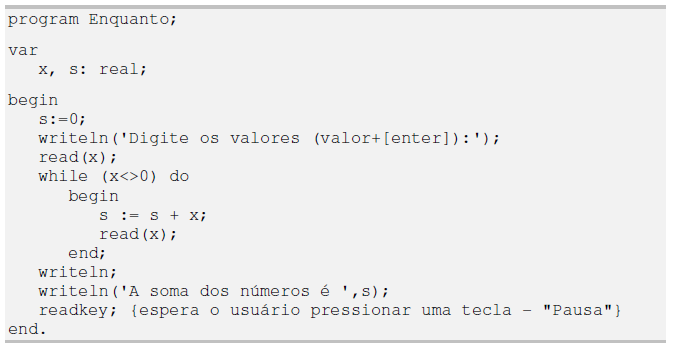 program Enquanto;
var
x, s: real;
begin
s:=0;
writeln('Digite os valores (valor+[enter]):');
read(x);
while (x<>0) do
begin
s := s + x;
read(x);
end;
writeln;
writeln('A soma dos números é ',s);
readkey; {espera o usuário pressionar uma tecla – "Pausa"}
end.